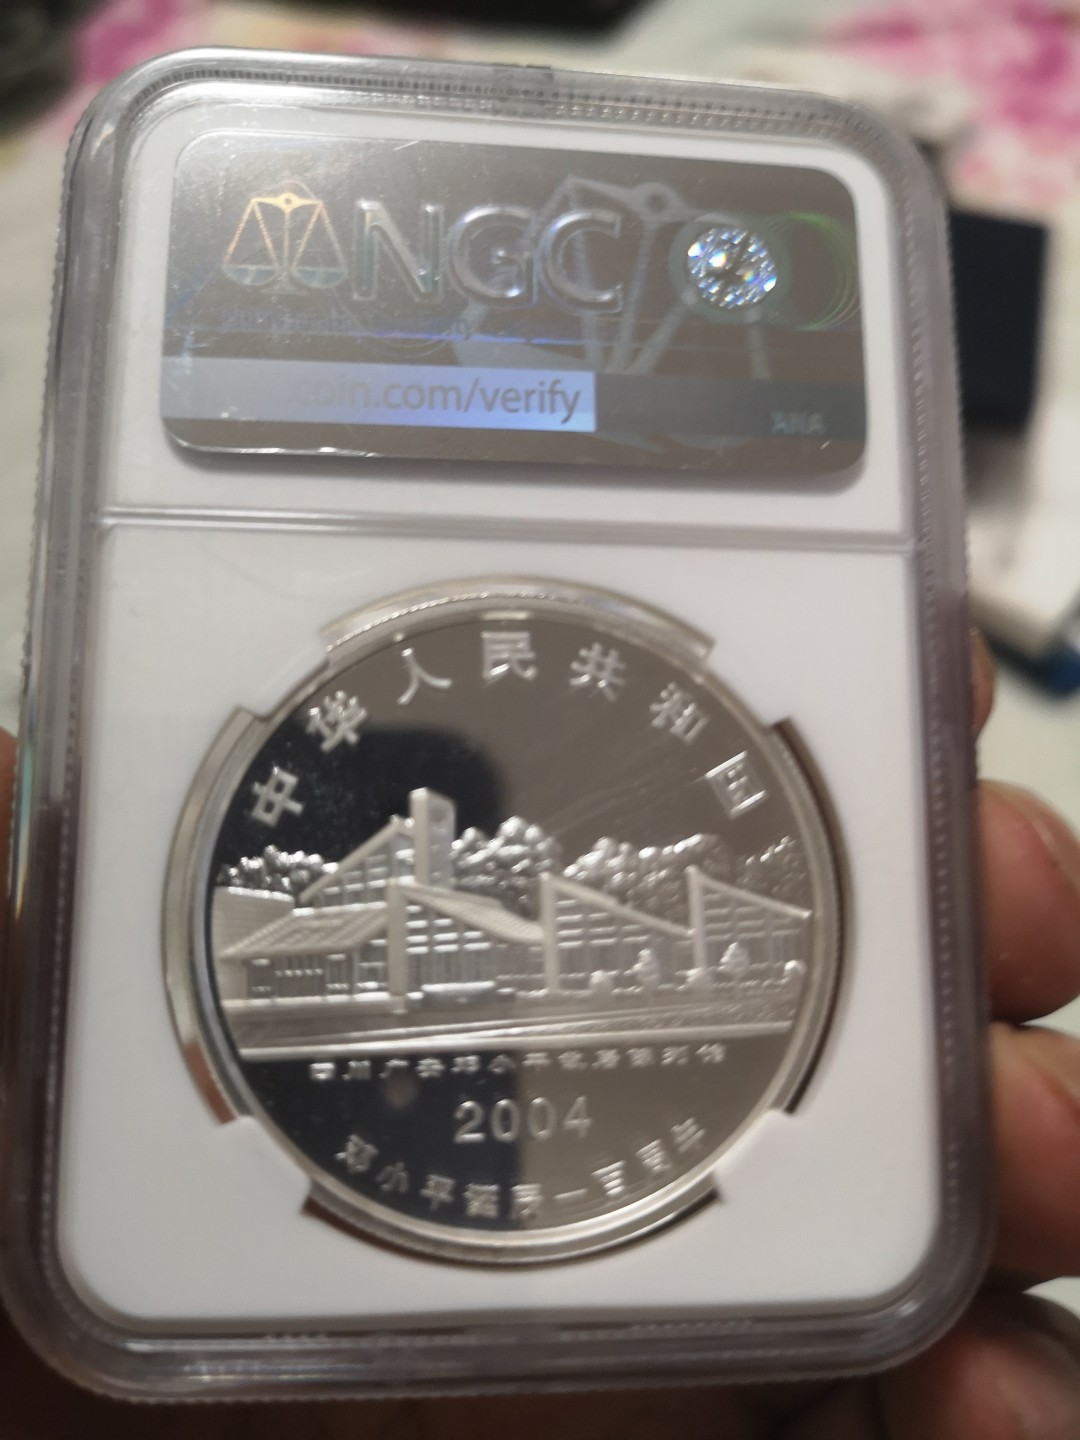 NGC
coin.com/verify
ANA
中华人民共和国
四川广安邓小平故居陈列馆
2004
邓小平诞辰一百周年